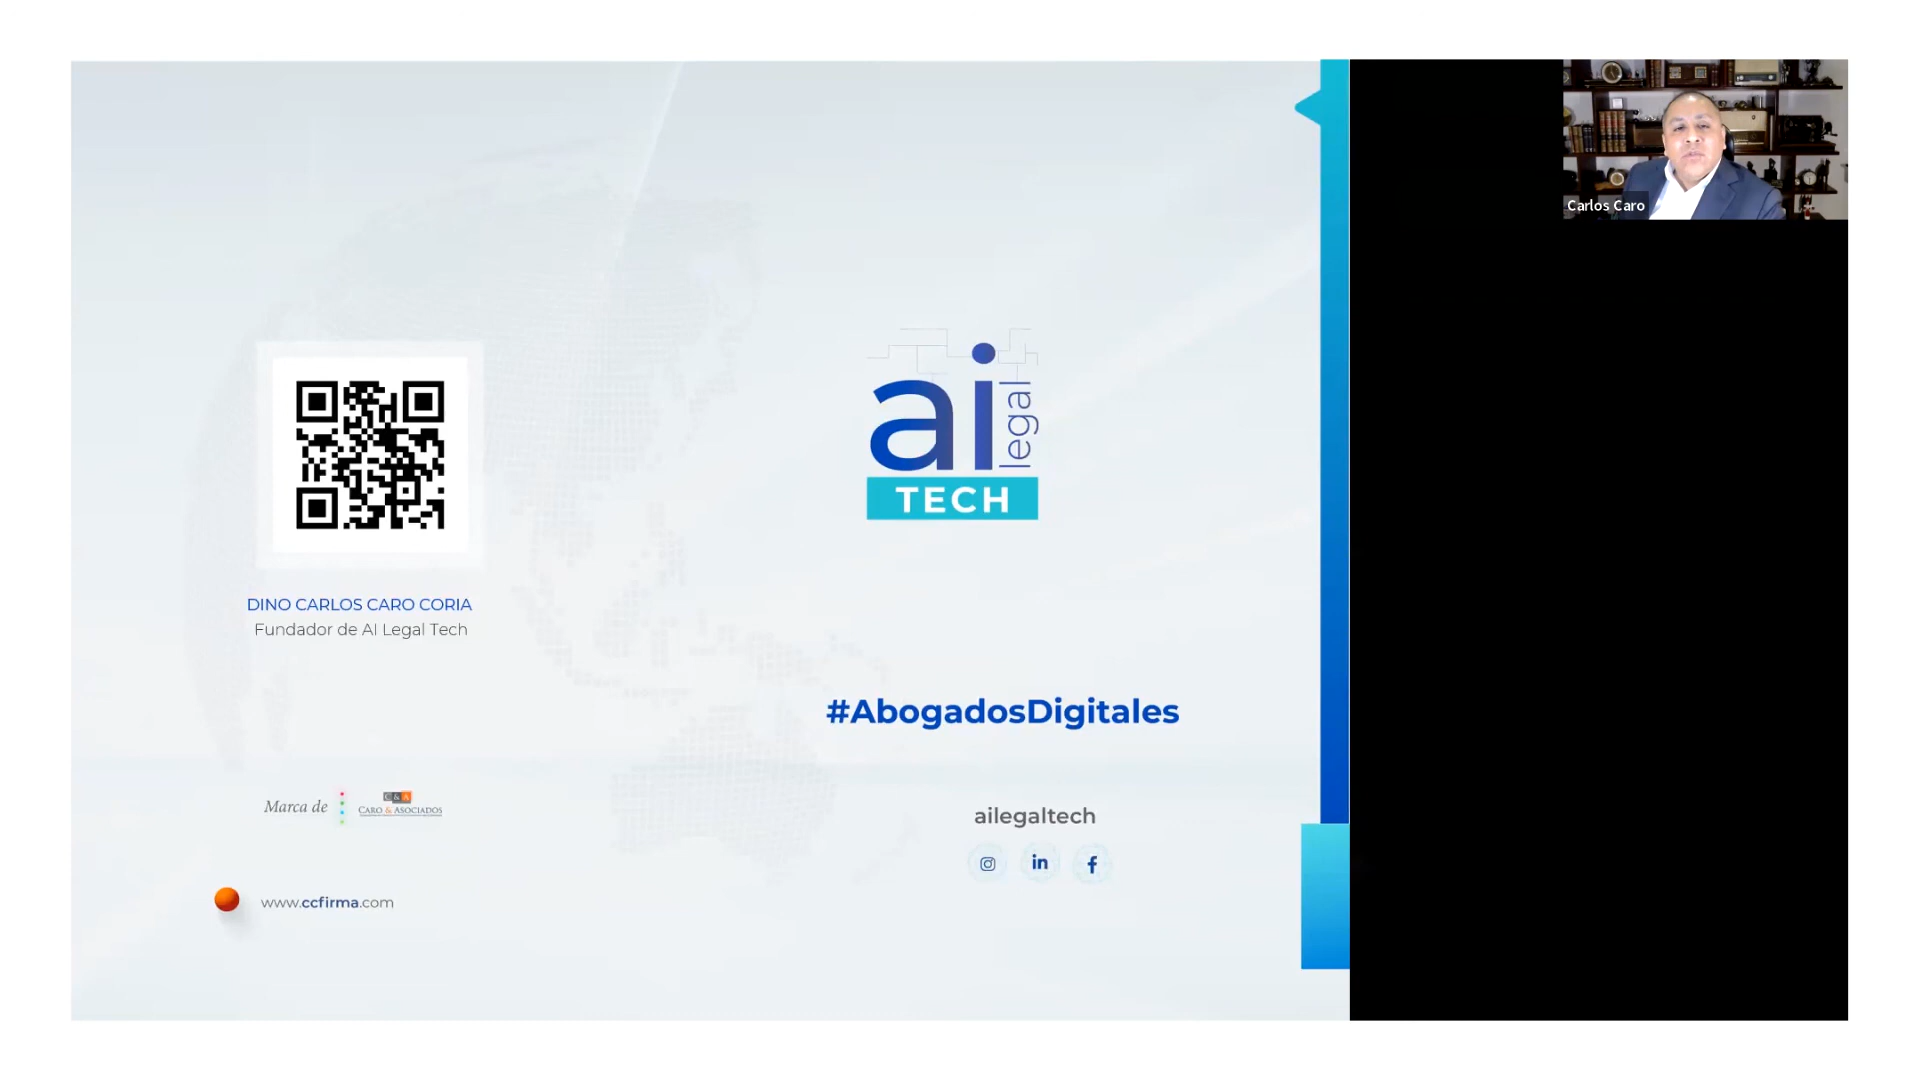 Carlos Caro
ai
legal
TECH
DINO CARLOS CARO CORIA
Fundador de AI Legal Tech
#AbogadosDigitales
Marca de
C & A
CARO & ASOCIADOS
ailegaltech
in
f
www.ccfirma.com